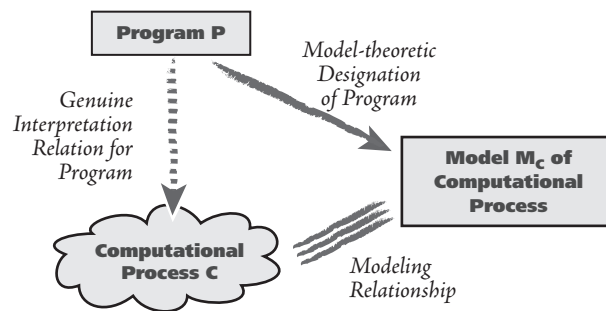 Program P
Model-theoretic
Designation
of Program
Genuine
Interpretation
Relation for
Program
Model MC of
Computational
Process
Computational
Process C
Modeling
Relationship